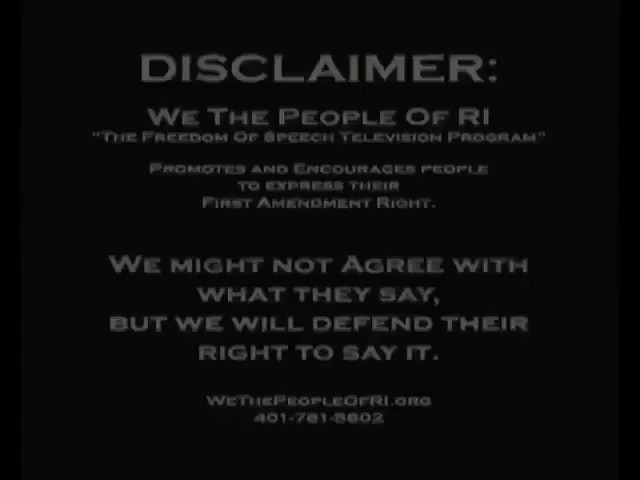 DISCLAIMER:
WE THE PEOPLE OF RI
"THE FREEDOM OF SPEECH TELEVISION PROGRAM"
PROMOTES AND ENCOURAGES PEOPLE
TO EXPRESS THEIR
FIRST AMENDMENT RIGHT.
WE MIGHT NOT AGREE WITH
WHAT THEY SAY,
BUT WE WILL DEFEND THEIR
RIGHT TO SAY IT.
WETHEPEOPLEOFRI.ORG
401-781-5602